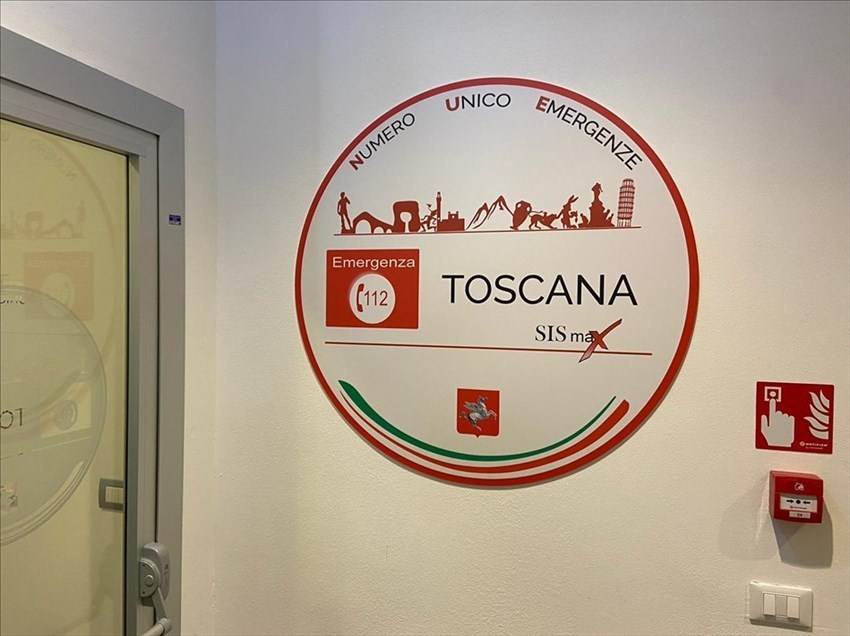 NUMERO UNICO EMERGENZE
Emergenza
112
TOSCANA
SIS max